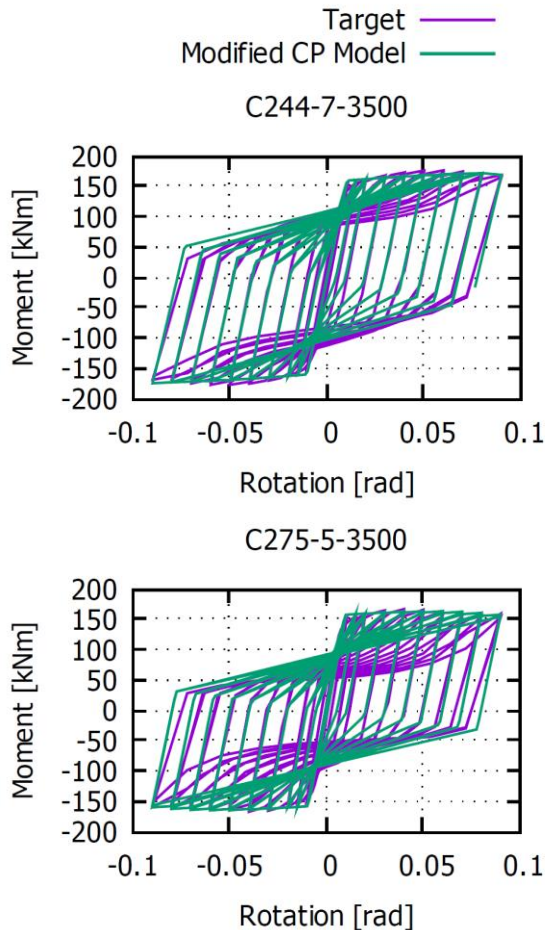 Target
Modified CP Model
C244-7-3500
200
150
100
50
0
-50
-100
-150
-200
Moment [kNm]
-0.1 -0.05 0 0.05 0.1
Rotation [rad]
C275-5-3500
200
150
100
50
0
-50
-100
-150
-200
Moment [kNm]
-0.1 -0.05 0 0.05 0.1
Rotation [rad]